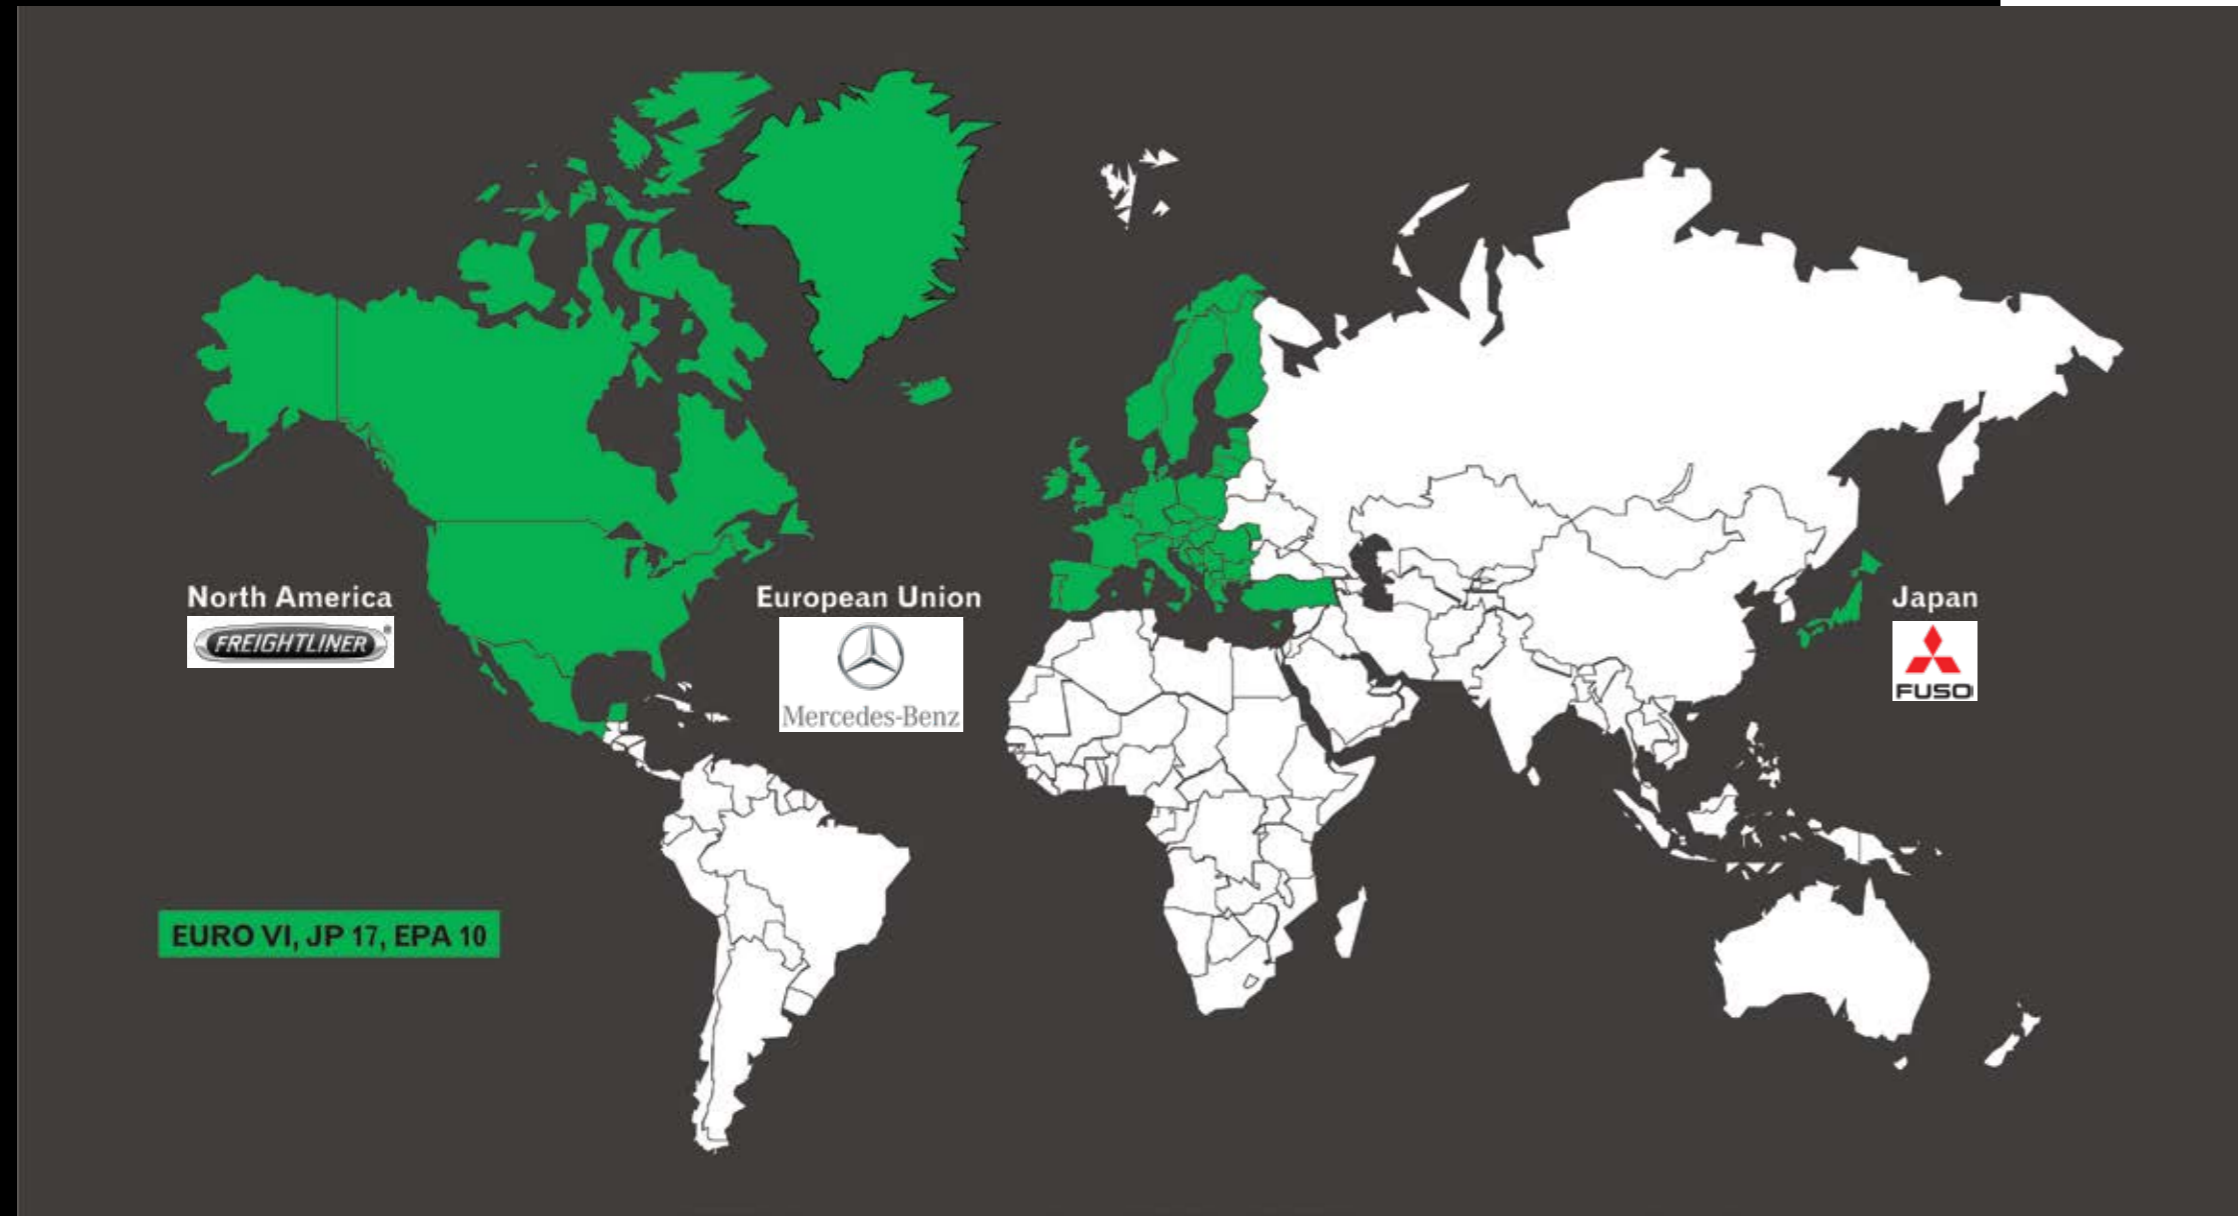 North America
FREIGHTLINER®
European Union
Mercedes-Benz
Japan
FUSO
EURO VI, JP 17, EPA 10